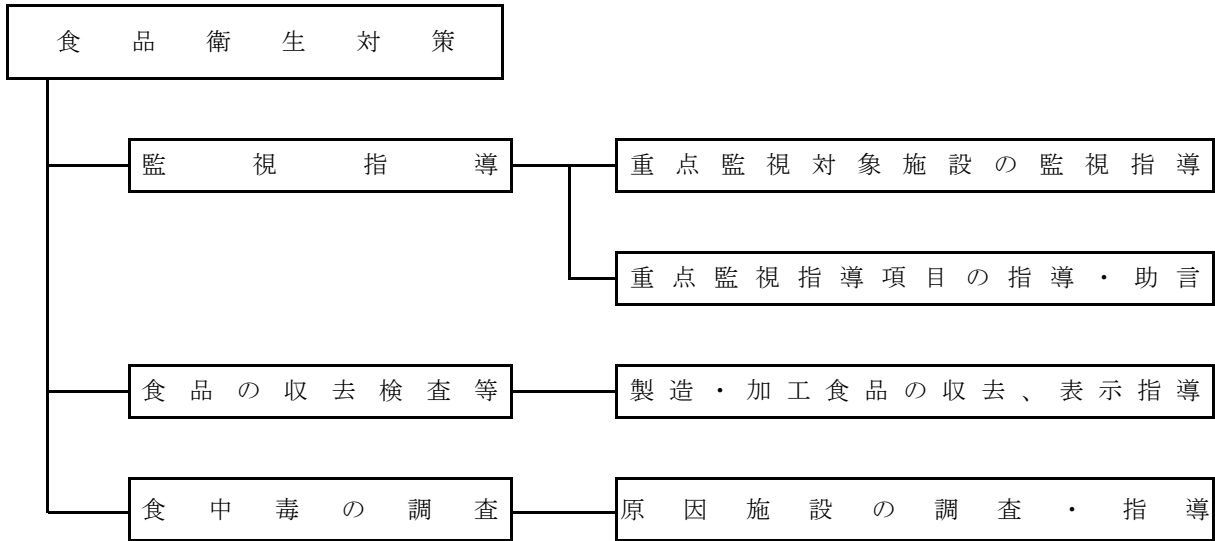 食品衛生対策
監視指導
重点監視対象施設の監視指導
重点監視指導項目の指導・助言
食品の収去検査等
製造・加工食品の収去、表示指導
食中毒の調査
原因施設の調査・指導